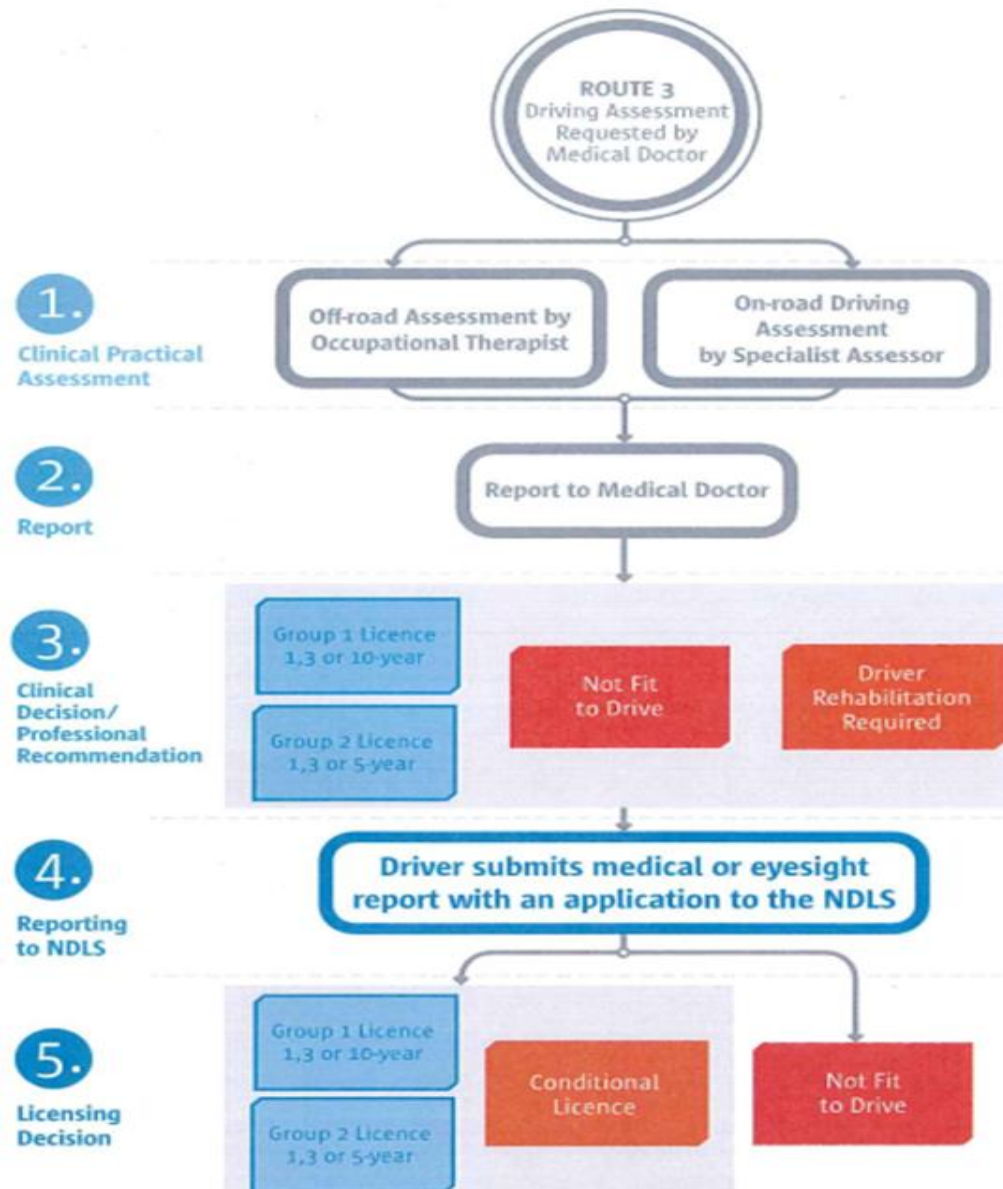 ROUTE 3
Driving Assessment
Requested by
Medical Doctor
1.
Clinical Practical
Assessment
Off-road Assessment by
Occupational Therapist
On-road Driving
Assessment
by Specialist Assessor
2.
Report
Report to Medical Doctor
3.
Clinical
Decision/
Professional
Recommendation
Group 1 Licence
1,3 or 10-year
Group 2 Licence
1,3 or 5-year
Not Fit
to Drive
Driver
Rehabilitation
Required
4.
Reporting
to NDLS
Driver submits medical or eyesight
report with an application to the NDLS
5.
Licensing
Decision
Group 1 Licence
1,3 or 10-year
Group 2 Licence
1,3 or 5-year
Conditional
Licence
Not Fit
to Drive